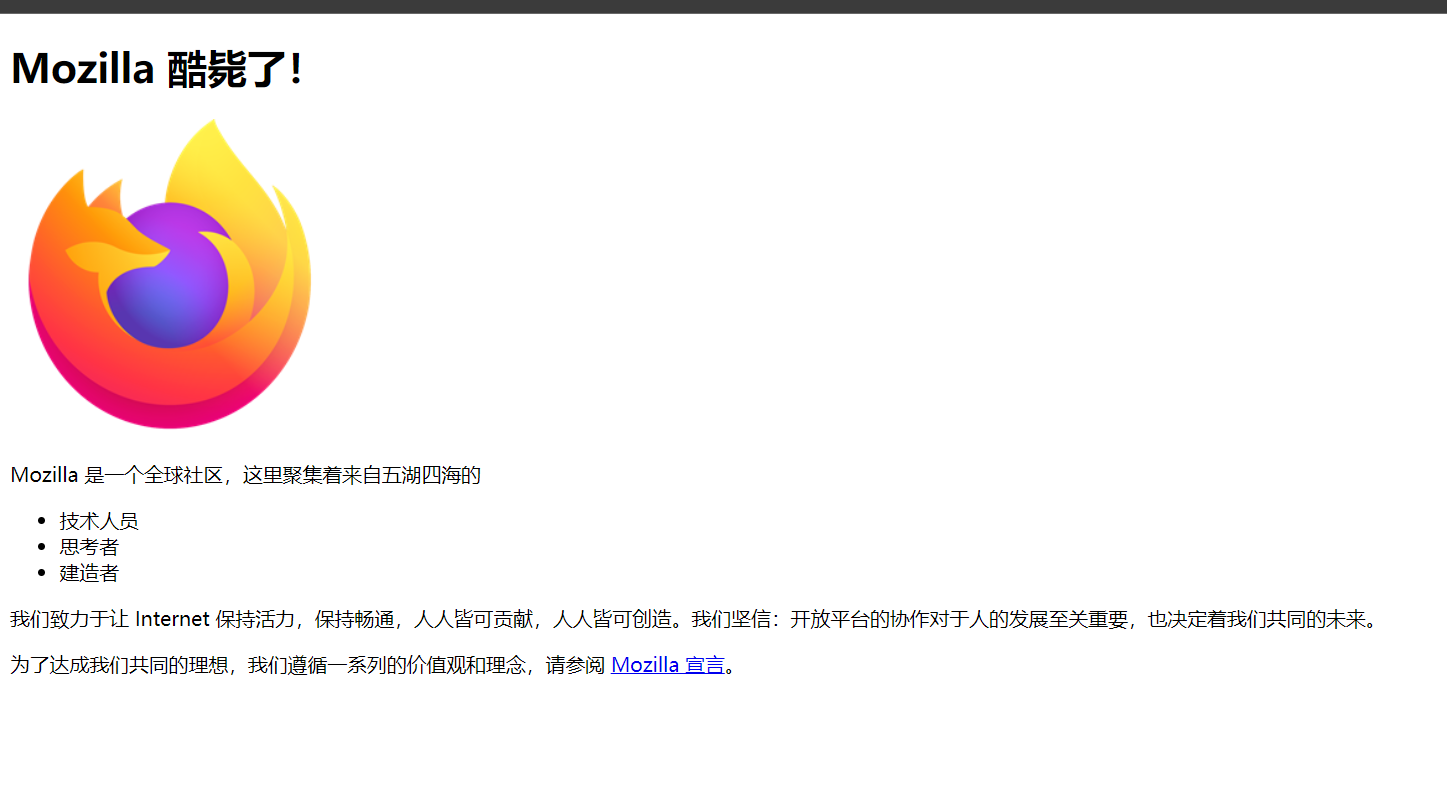 Mozilla 酷毙了！
Mozilla 是一个全球社区，这里聚集着来自五湖四海的
技术人员
思考者
建造者
我们致力于让 Internet 保持活力，保持畅通，人人皆可贡献，人人皆可创造。我们坚信：开放平台的协作对于人的发展至关重要，也决定着我们共同的未来。
为了达成我们共同的理想，我们遵循一系列的价值观和理念，请参阅 Mozilla 宣言。